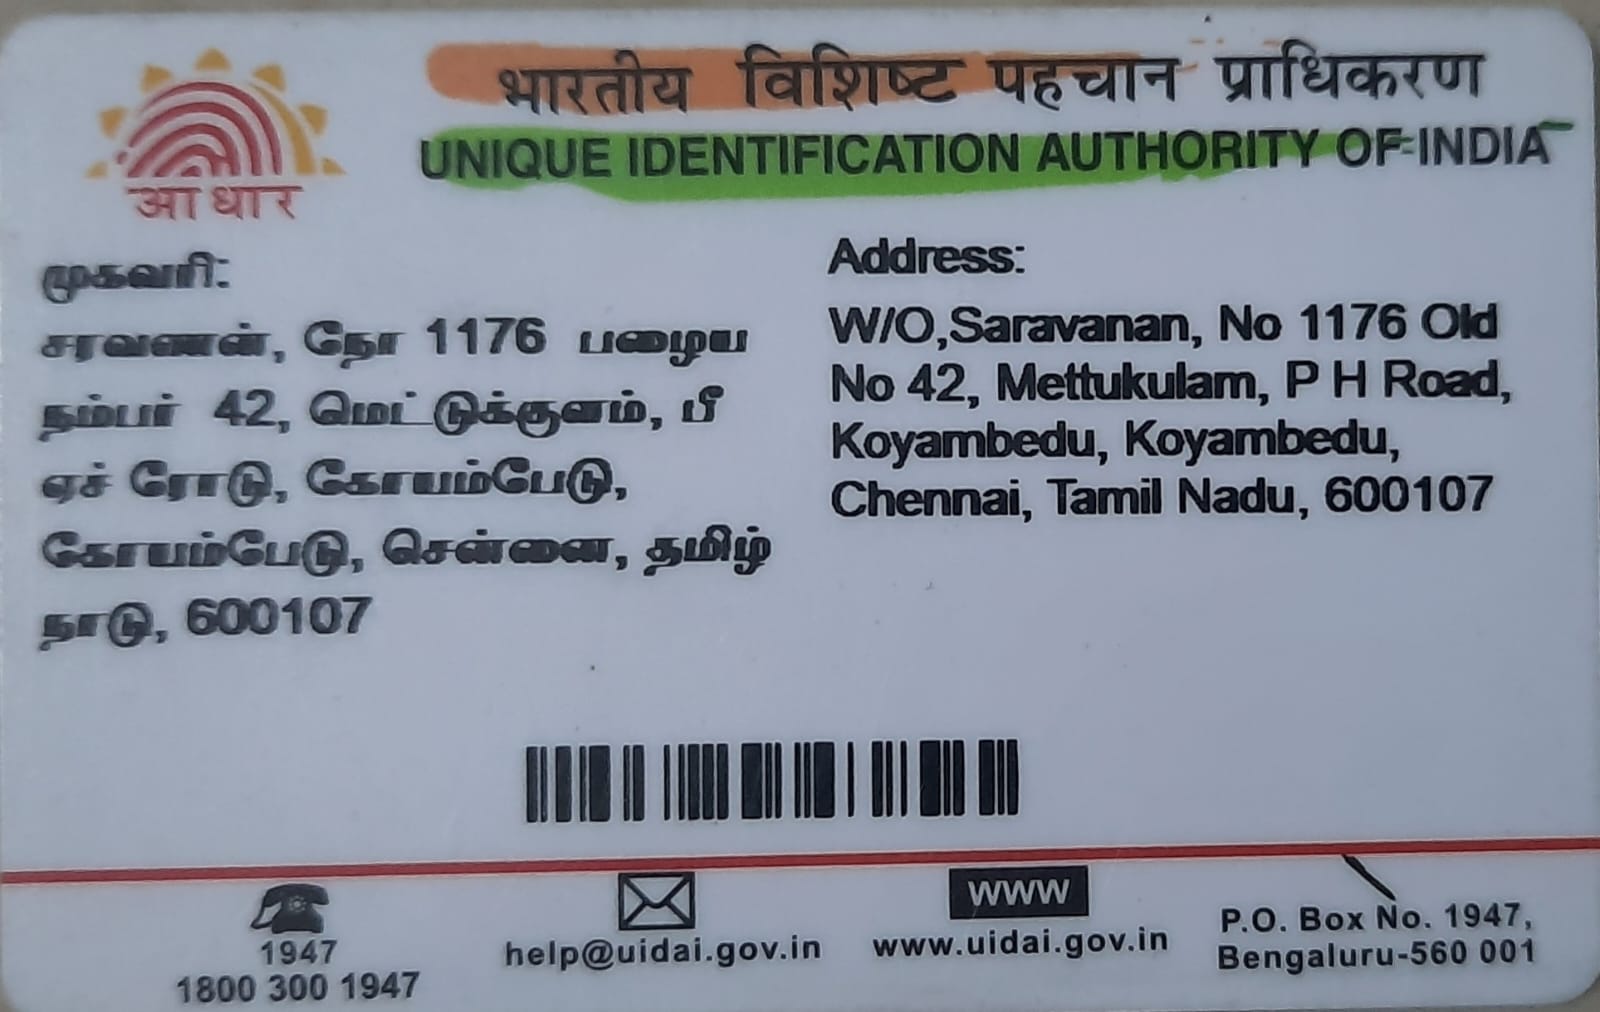 भारतीय विशिष्ट पहचान प्राधिकरण
UNIQUE IDENTIFICATION AUTHORITY OF INDIA
आधार
முகவரி:
சரவணன், நோ 1176 பழைய
நம்பர் 42, மெட்டுக்குளம், பீ
ஏச் ரோடு, கோயம்பேடு,
கோயம்பேடு, சென்னை, தமிழ்
நாடு, 600107
Address:
W/O,Saravanan, No 1176 Old
No 42, Mettukulam, P H Road,
Koyambedu, Koyambedu,
Chennai, Tamil Nadu, 600107
1947
1800 300 1947
help@uidai.gov.in
www
www.uidai.gov.in
P.O. Box No. 1947,
Bengaluru-560 001